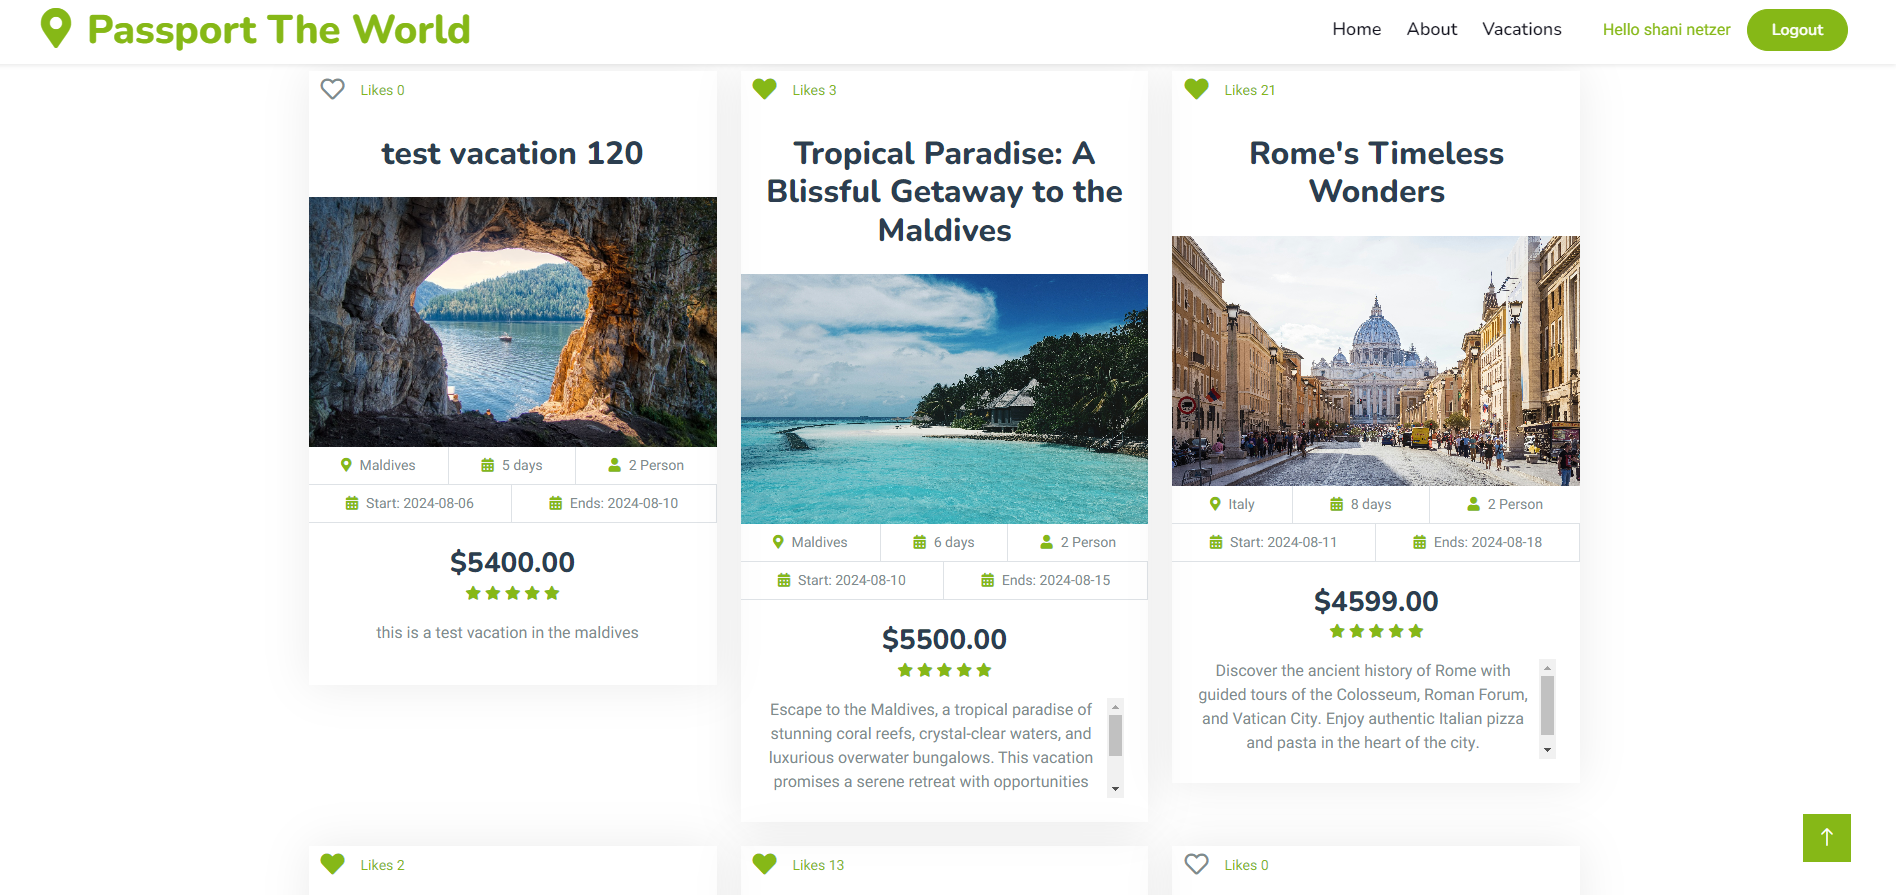 Passport The World
Home About Vacations Hello shani netzer Logout
Likes 0
test vacation 120
Maldives 5 days 2 Person
Start: 2024-08-06 Ends: 2024-08-10
$5400.00
this is a test vacation in the maldives
Likes 3
Tropical Paradise: A
Blissful Getaway to the
Maldives
Maldives 6 days 2 Person
Start: 2024-08-10 Ends: 2024-08-15
$5500.00
Escape to the Maldives, a tropical paradise of
stunning coral reefs, crystal-clear waters, and
luxurious overwater bungalows. This vacation
promises a serene retreat with opportunities
Likes 21
Rome's Timeless
Wonders
Italy 8 days 2 Person
Start: 2024-08-11 Ends: 2024-08-18
$4599.00
Discover the ancient history of Rome with
guided tours of the Colosseum, Roman Forum,
and Vatican City. Enjoy authentic Italian pizza
and pasta in the heart of the city.
Likes 2
Likes 13
Likes 0